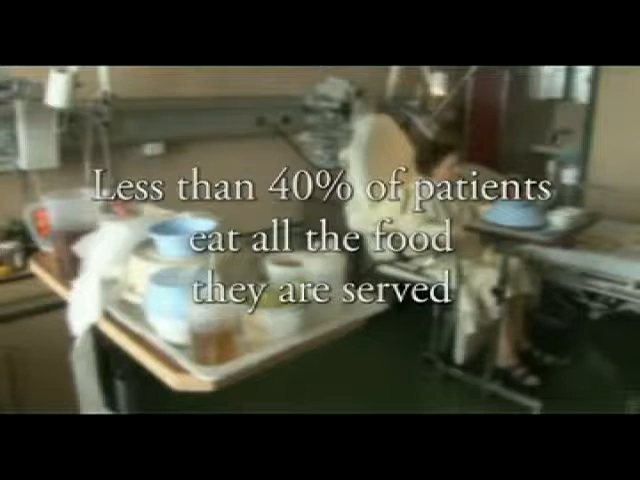 Less than 40% of patients
eat all the food
they are served